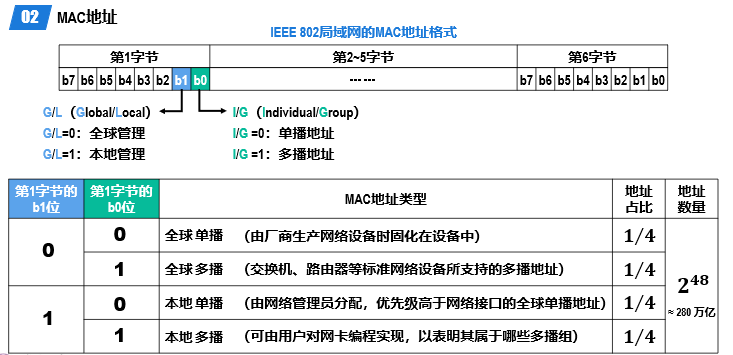 02 MAC地址
IEEE 802局域网的MAC地址格式
第1字节 第2~5字节 第6字节
b7 b6 b5 b4 b3 b2 b1 b0 ------ b7 b6 b5 b4 b3 b2 b1 b0
G/L（Global/Local） I/G（Individual/Group）
G/L=0：全球管理 I/G =0：单播地址
G/L=1：本地管理 I/G =1：多播地址
第1字节的b1位 第1字节的b0位 MAC地址类型 地址占比 地址数量
0 0 全球单播 （由厂商生产网络设备时固化在设备中） 1/4
1 全球多播 （交换机、路由器等标准网络设备所支持的多播地址） 1/4
2^48
≈ 280 万亿
1 0 本地单播 （由网络管理员分配，优先级高于网络接口的全球单播地址） 1/4
1 本地多播 （可由用户对网卡编程实现，以表明其属于哪些多播组） 1/4